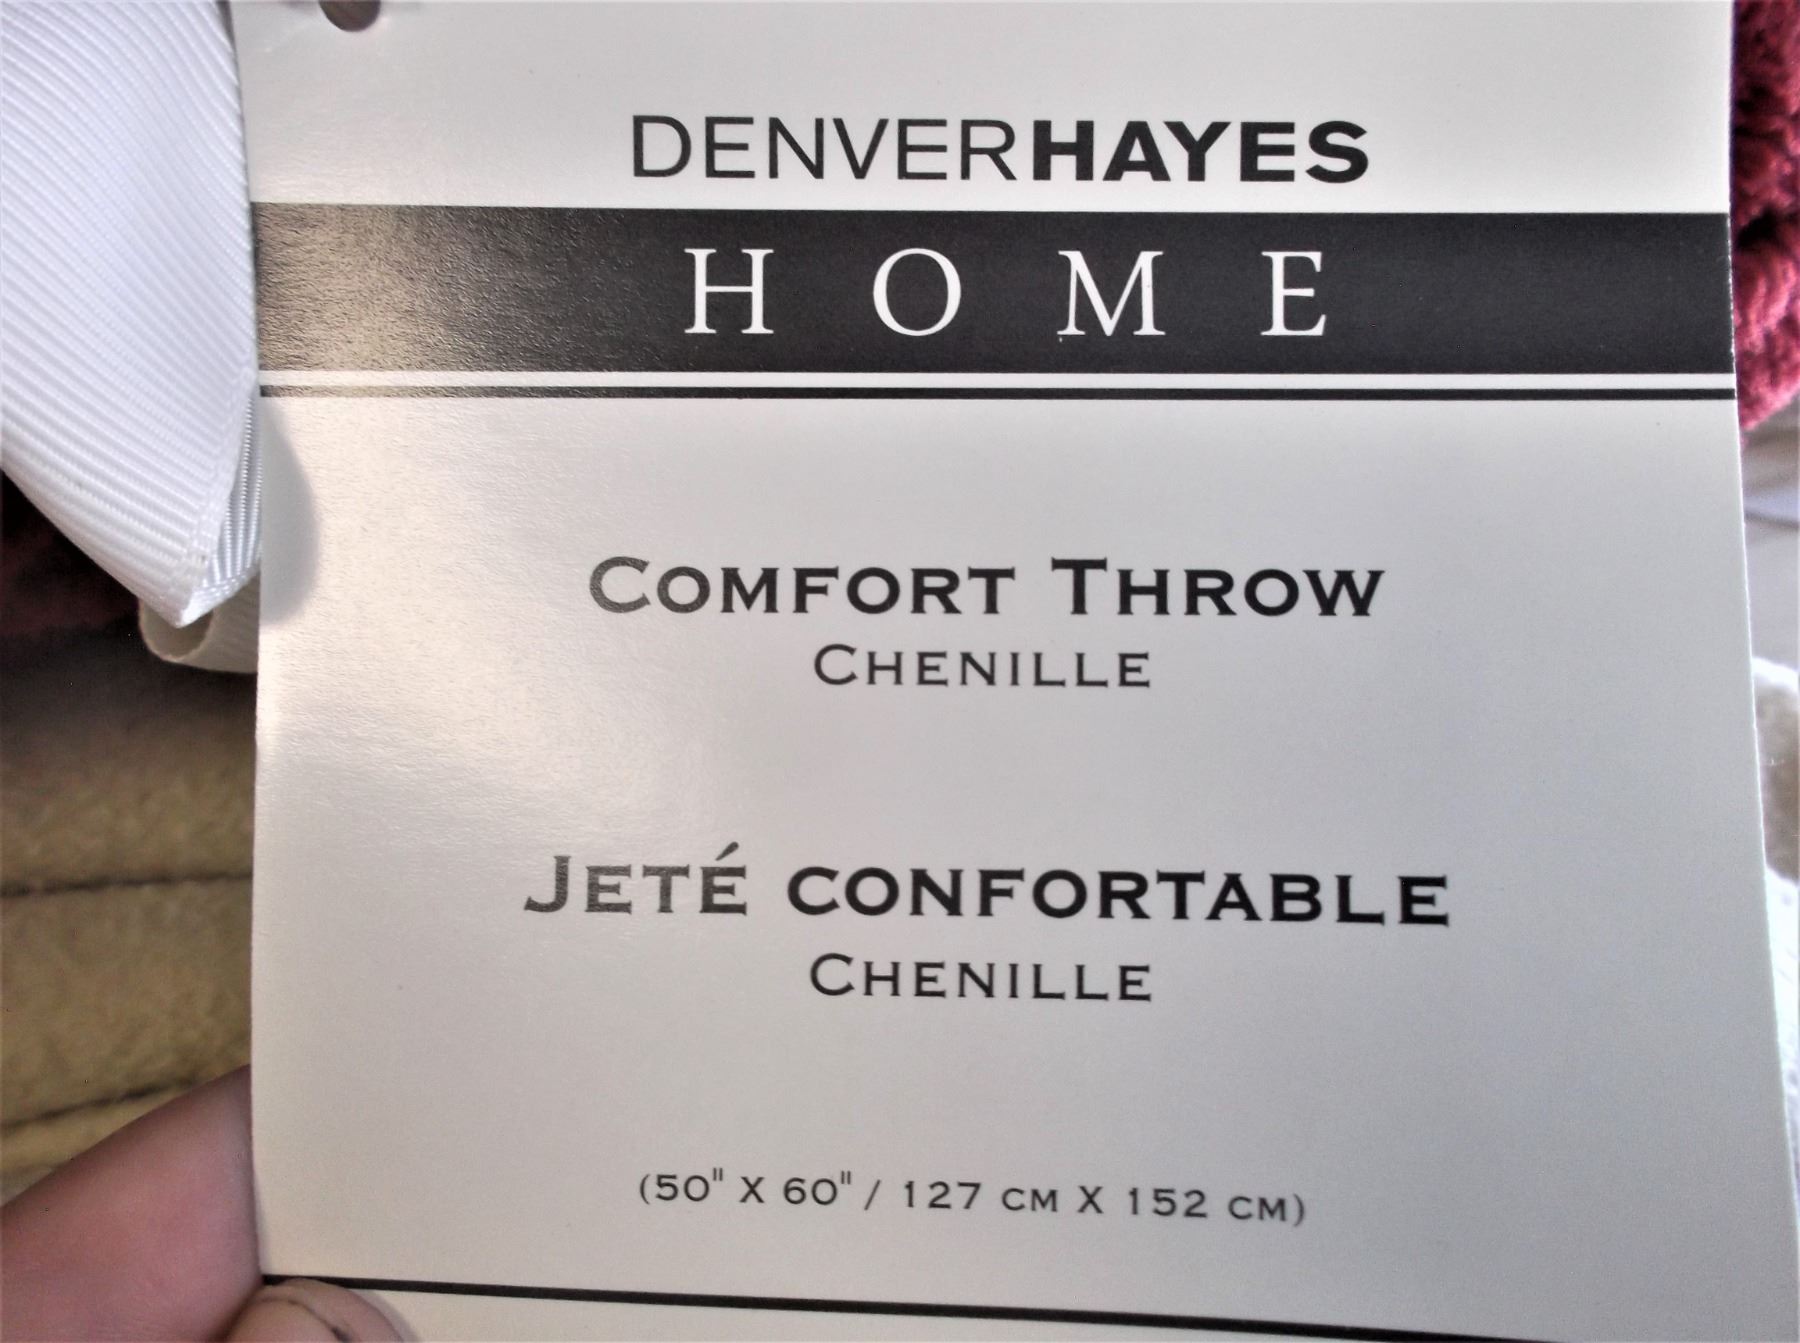 DENVERHAYES
HOME
COMFORT THROW
CHENILLE
JETÉ CONFORTABLE
CHENILLE
(50" X 60" / 127 CM X 152 CM)